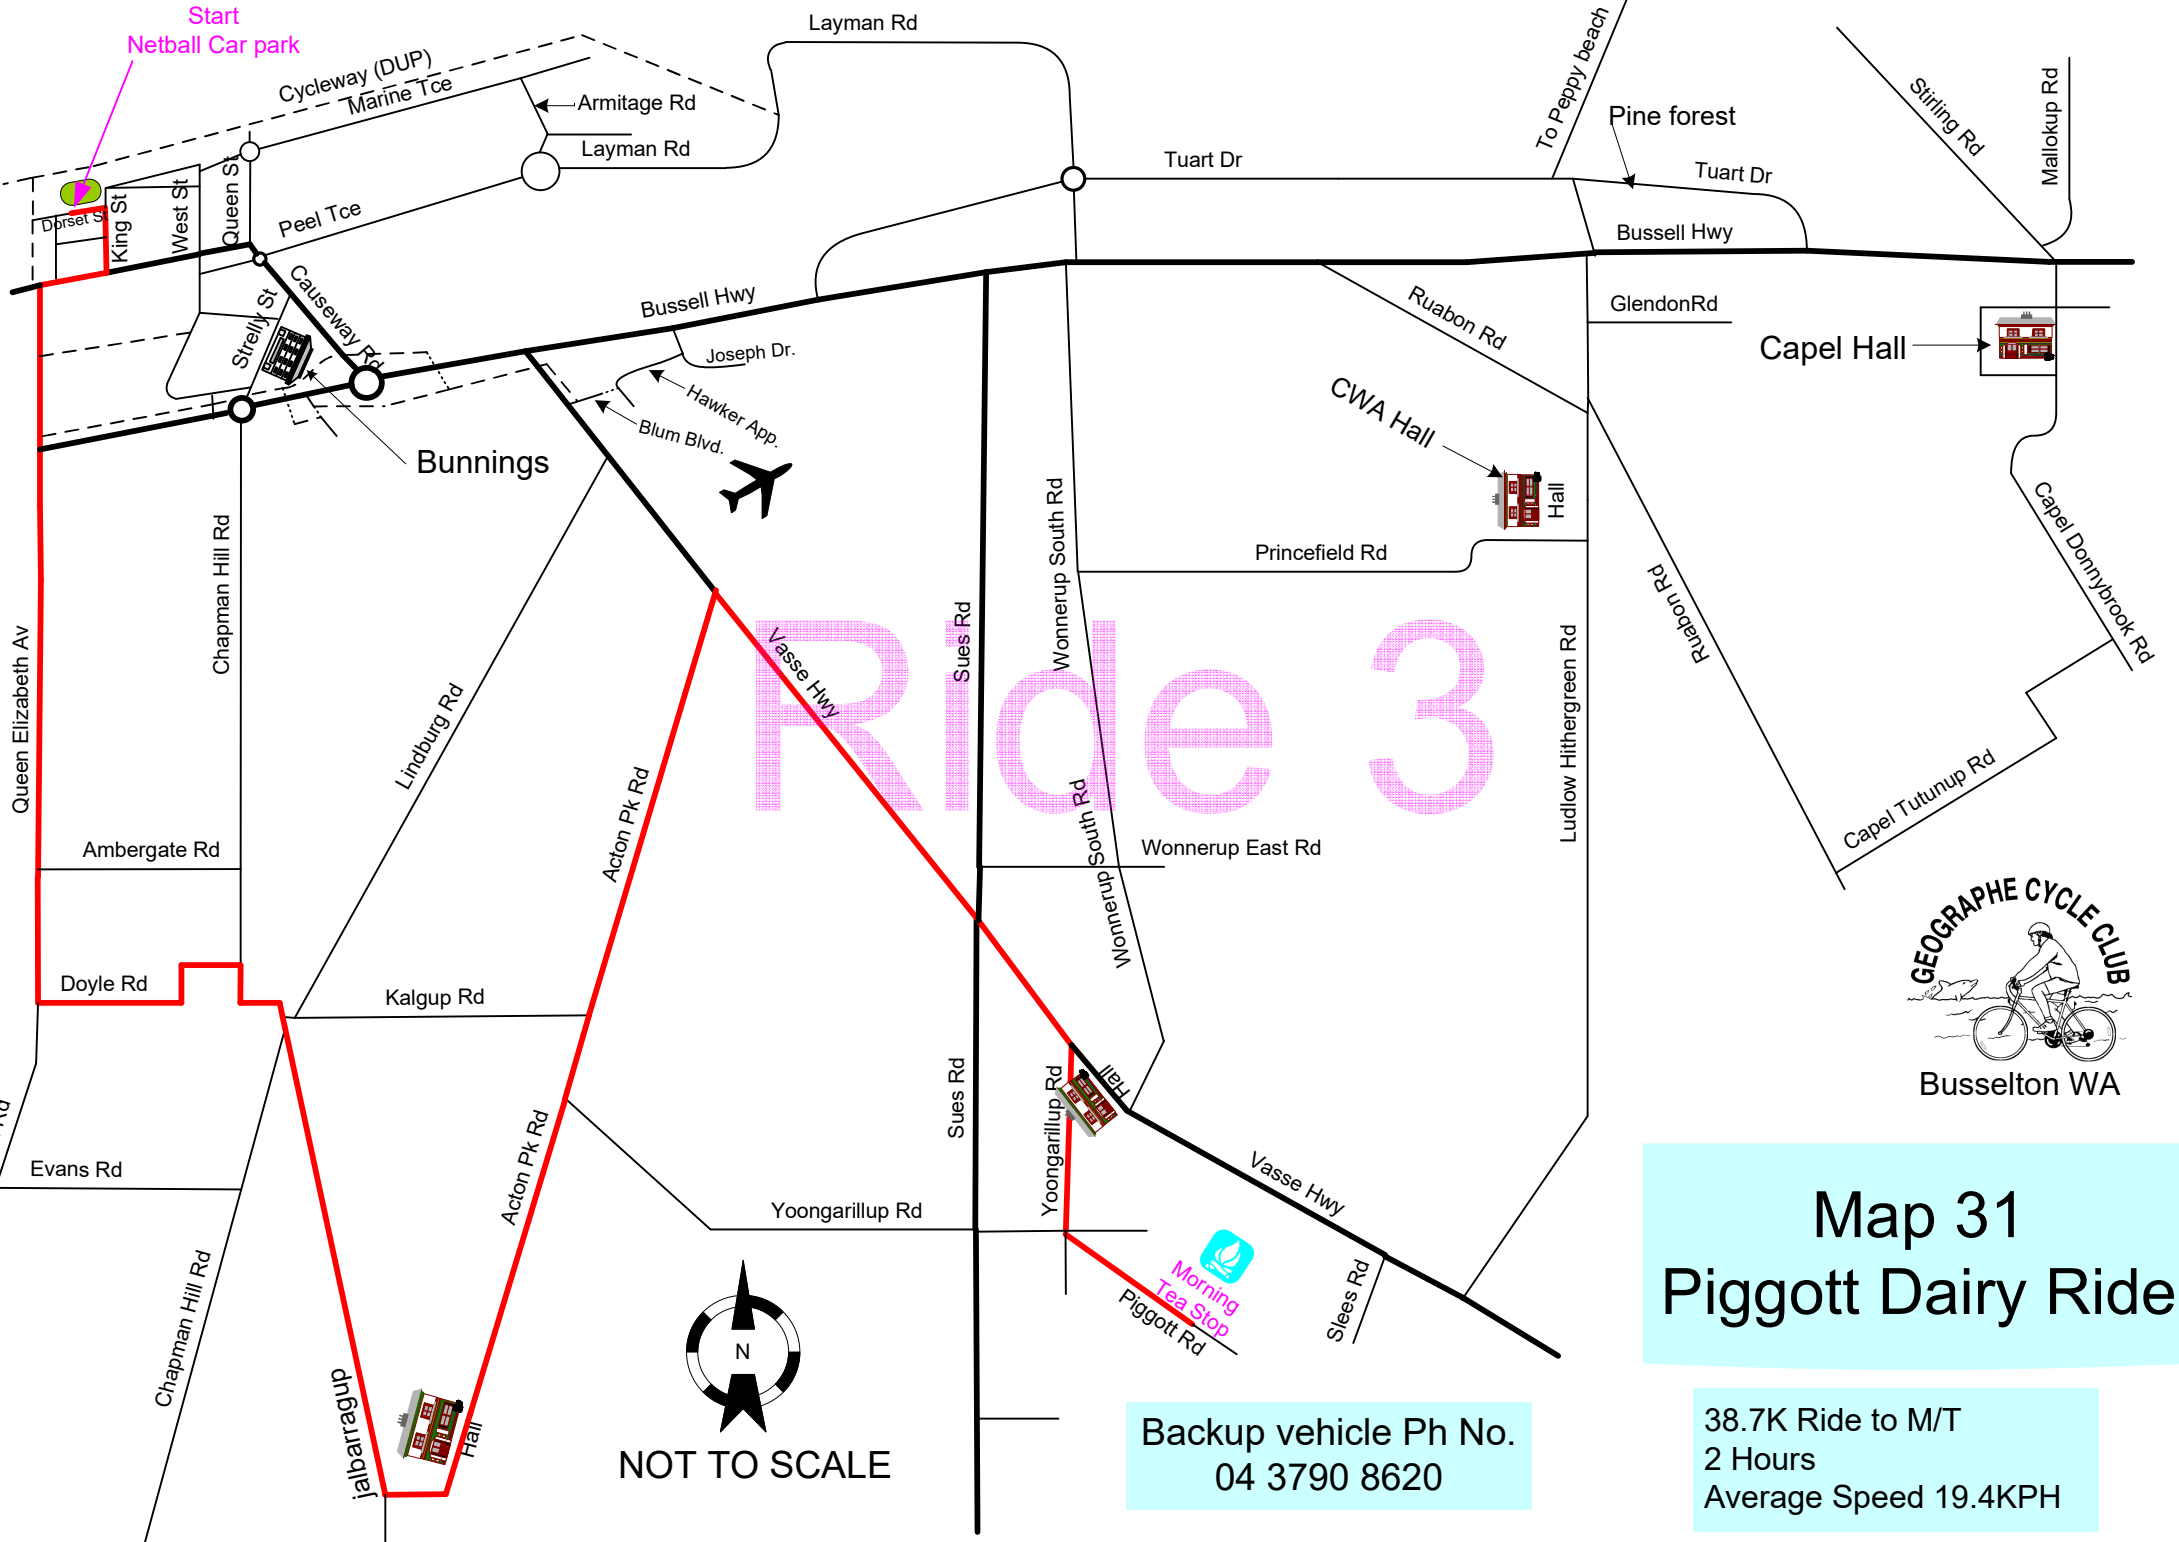 Start
Netball Car park
Cycleway (DUP)
Marine Tce
Armitage Rd
Layman Rd
Layman Rd
Dorset St
King St
West St
Queen St
Peel Tce
Causeway Rd
Strelly St
Bunnings
Bussell Hwy
Joseph Dr.
Hawker App.
Blum Blvd.
Tuart Dr
To Peppy beach
Pine forest
Tuart Dr
Bussell Hwy
Stirling Rd
Mallokup Rd
Ruabon Rd
GlendonRd
Capel Hall
CWA Hall
Hall
Princefield Rd
Wonnerup South Rd
Capel Donnybrook Rd
Ruabon Rd
Chapman Hill Rd
Queen Elizabeth Av
Lindburg Rd
Acton Pk Rd
Vasse Hwy
Sues Rd
Ride 3
Ludlow Hithergreen Rd
Capel Tutunup Rd
Ambergate Rd
Wonnerup East Rd
Wonnerup South Rd
Doyle Rd
Kalgup Rd
GEOGRAPHE CYCLE CLUB
Busselton WA
Evans Rd
Acton Pk Rd
Sues Rd
Yoongarillup Rd
Hall
Yoongarillup Rd
Vasse Hwy
Slees Rd
Morning
Tea Stop
Piggott Rd
Chapman Hill Rd
jalbarragup
Hall
N
NOT TO SCALE
Map 31
Piggott Dairy Ride
Backup vehicle Ph No.
04 3790 8620
38.7K Ride to M/T
2 Hours
Average Speed 19.4KPH